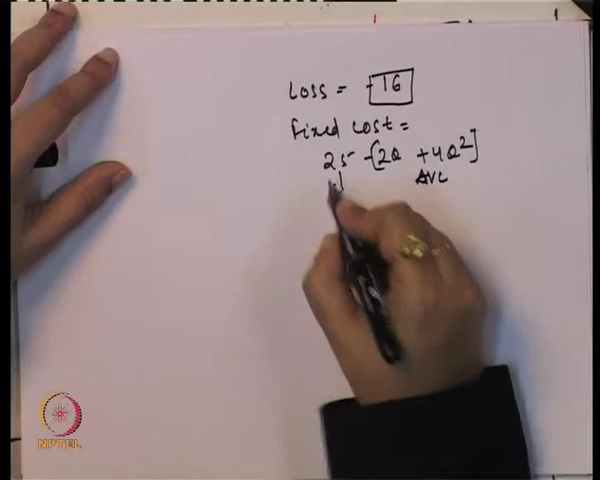 Loss = -16
Fixed cost =
25 - [2Q + 4Q²]
AVC
NPTEL